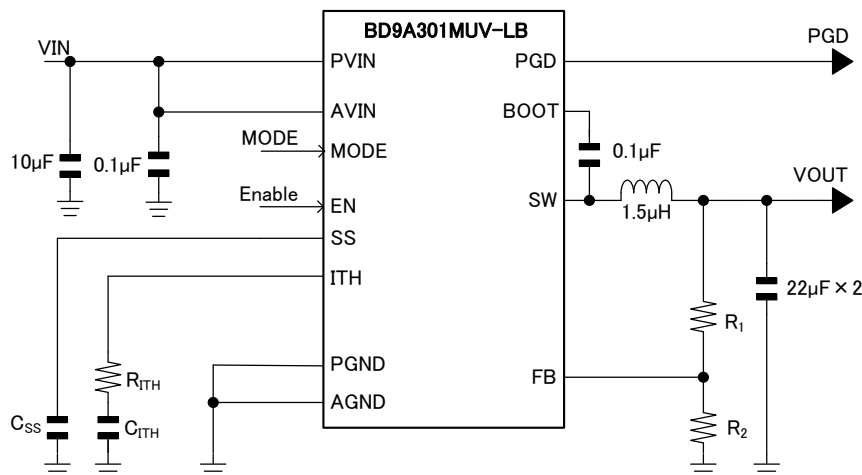 BD9A301MUV-LB
VIN
PVIN
PGD
PGD
AVIN
BOOT
MODE
MODE
10µF
0.1µF
0.1µF
Enable
EN
SW
1.5µH
VOUT
SS
ITH
22µF×2
R1
PGND
FB
RITH
AGND
CSS
CITH
R2